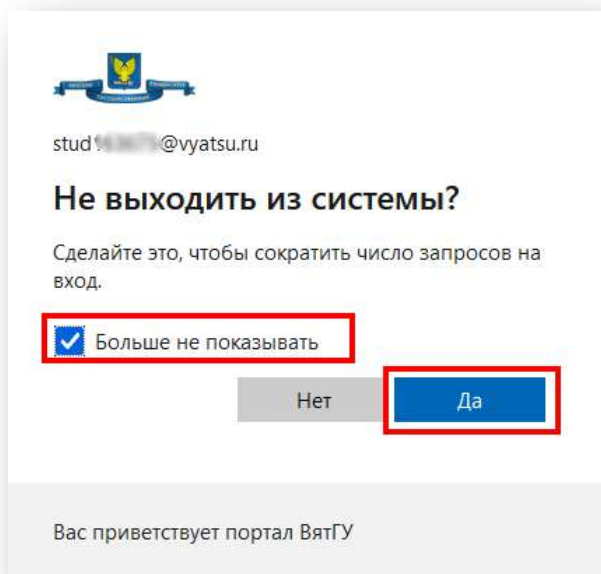 stud @vyatsu.ru
Не выходить из системы?
Сделайте это, чтобы сократить число запросов на
вход.
Больше не показывать
Нет
Да
Вас приветствует портал ВятГУ